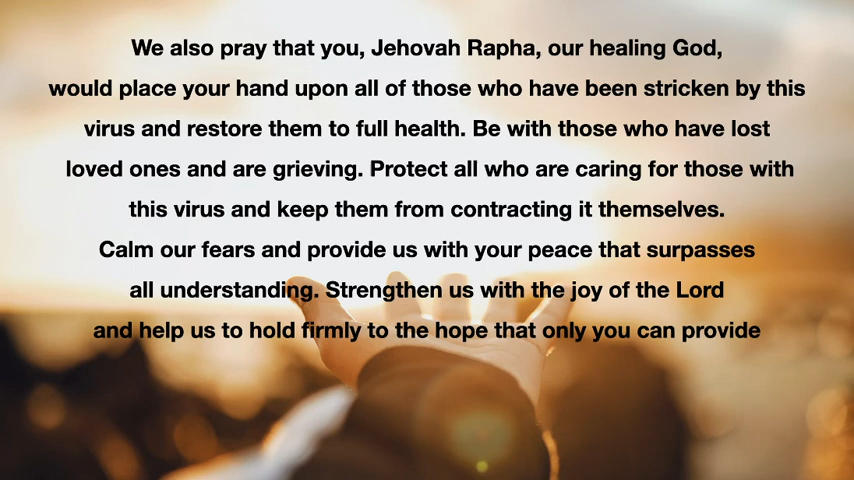 We also pray that you, Jehovah Rapha, our healing God,
would place your hand upon all of those who have been stricken by this
virus and restore them to full health. Be with those who have lost
loved ones and are grieving. Protect all who are caring for those with
this virus and keep them from contracting it themselves.
Calm our fears and provide us with your peace that surpasses
all understanding. Strengthen us with the joy of the Lord
and help us to hold firmly to the hope that only you can provide